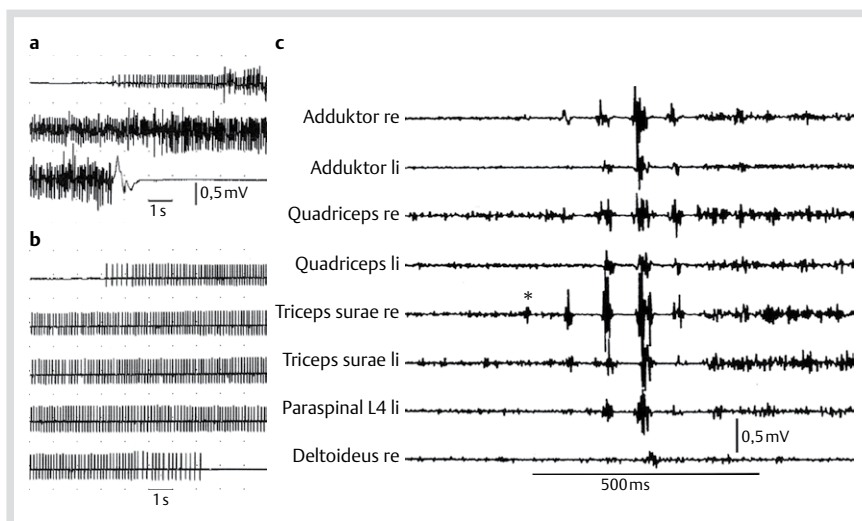 a
1 s
0,5 mV
b
1 s
c
Adduktor re
Adduktor li
Quadriceps re
Quadriceps li
*
Triceps surae re
Triceps surae li
Paraspinal L4 li
0,5 mV
Deltoideus re
500 ms